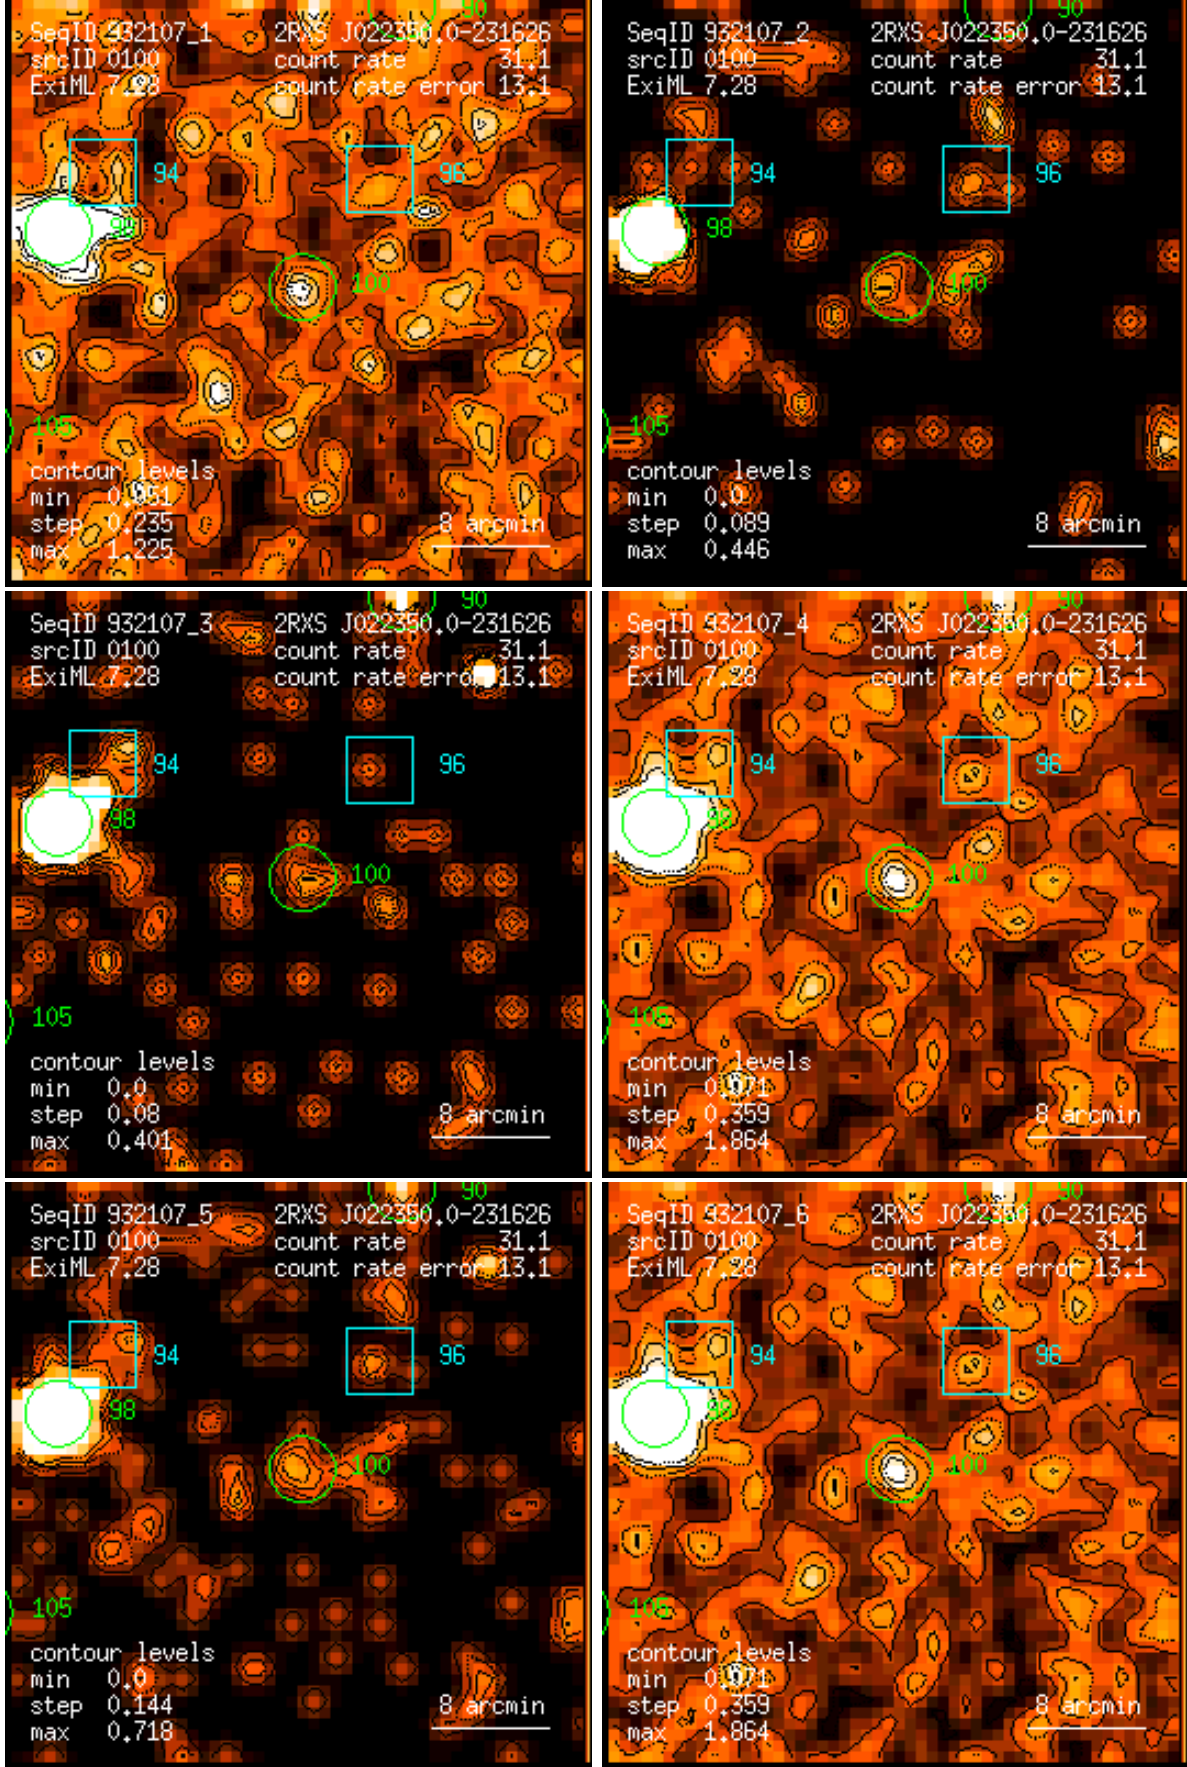 90
SeqID 932107_1 2RXS J022350.0-231626
srcID 0100 count rate 31.1
ExiML 7.28 count rate error 13.1
94
96
98
100
105
contour levels
min 0.051
step 0.235
max 1.225
8 arcmin
90
SeqID 932107_2 2RXS J022350.0-231626
srcID 0100 count rate 31.1
ExiML 7.28 count rate error 13.1
94
96
98
100
105
contour levels
min 0.0
step 0.089
max 0.446
8 arcmin
90
SeqID 932107_3 2RXS J022350.0-231626
srcID 0100 count rate 31.1
ExiML 7.28 count rate error 13.1
94
96
98
100
105
contour levels
min 0.0
step 0.08
max 0.401
8 arcmin
90
SeqID 932107_4 2RXS J022350.0-231626
srcID 0100 count rate 31.1
ExiML 7.28 count rate error 13.1
94
96
98
100
105
contour levels
min 0.071
step 0.359
max 1.864
8 arcmin
90
SeqID 932107_5 2RXS J022350.0-231626
srcID 0100 count rate 31.1
ExiML 7.28 count rate error 13.1
94
96
98
100
105
contour levels
min 0.0
step 0.144
max 0.718
8 arcmin
90
SeqID 932107_6 2RXS J022350.0-231626
srcID 0100 count rate 31.1
ExiML 7.28 count rate error 13.1
94
96
98
100
105
contour levels
min 0.071
step 0.359
max 1.864
8 arcmin